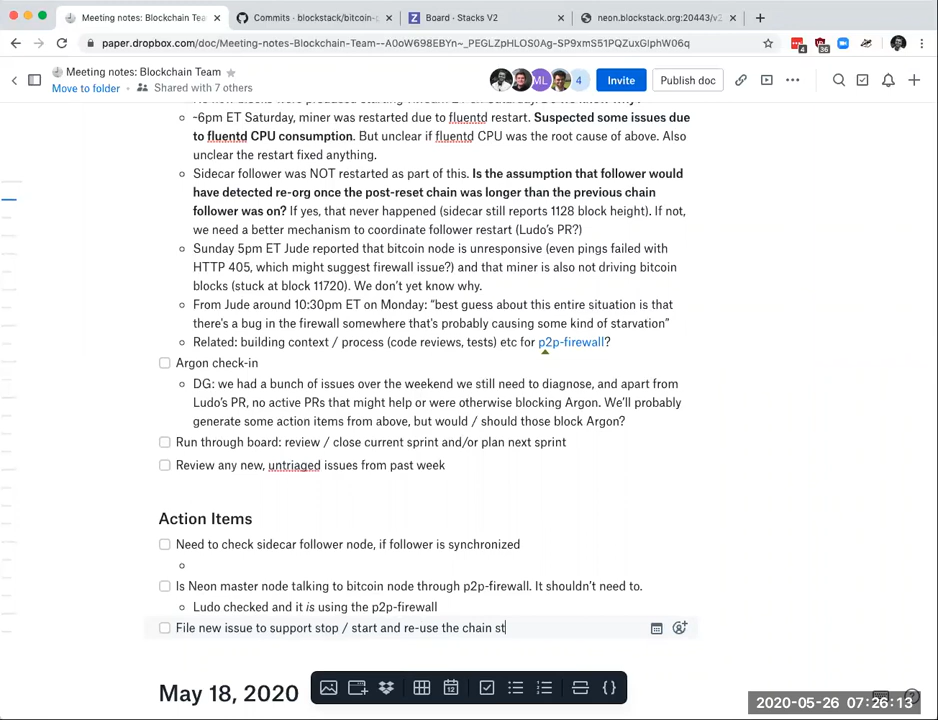 Meeting notes: Blockchain Tea
Commits · blockstack/bitcoin-
Board - Stacks V2
neon.blockstack.org:20443/v2
paper.dropbox.com/doc/Meeting-notes-Blockchain-Team--A0oW698EBYn~_PEGLZpHLOS0Ag-SP9xmS51PQZuxGlphW06q
4
36
Meeting notes: Blockchain Team
Move to folder
Shared with 7 others
ML
4
Invite
Publish doc
~6pm ET Saturday, miner was restarted due to fluentd restart. Suspected some issues due
to fluentd CPU consumption. But unclear if fluentd CPU was the root cause of above. Also
unclear the restart fixed anything.
Sidecar follower was NOT restarted as part of this. Is the assumption that follower would
have detected re-org once the post-reset chain was longer than the previous chain
follower was on? If yes, that never happened (sidecar still reports 1128 block height). If not,
we need a better mechanism to coordinate follower restart (Ludo's PR?)
Sunday 5pm ET Jude reported that bitcoin node is unresponsive (even pings failed with
HTTP 405, which might suggest firewall issue?) and that miner is also not driving bitcoin
blocks (stuck at block 11720). We don't yet know why.
From Jude around 10:30pm ET on Monday: “best guess about this entire situation is that
there's a bug in the firewall somewhere that's probably causing some kind of starvation”
Related: building context / process (code reviews, tests) etc for p2p-firewall?
Argon check-in
DG: we had a bunch of issues over the weekend we still need to diagnose, and apart from
Ludo's PR, no active PRs that might help or were otherwise blocking Argon. We'll probably
generate some action items from above, but would / should those block Argon?
Run through board: review / close current sprint and/or plan next sprint
Review any new, untriaged issues from past week
Action Items
Need to check sidecar follower node, if follower is synchronized
Is Neon master node talking to bitcoin node through p2p-firewall. It shouldn't need to.
Ludo checked and it is using the p2p-firewall
File new issue to support stop / start and re-use the chain st
May 18, 2020
12
2020-05-26 07:26:13